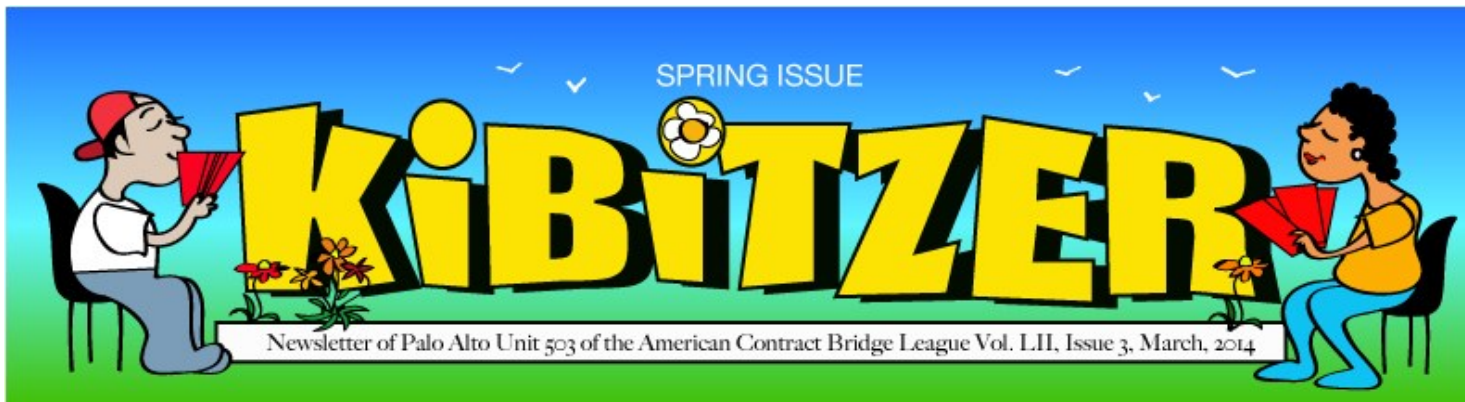 SPRING ISSUE
KiBiTZER
Newsletter of Palo Alto Unit 503 of the American Contract Bridge League Vol. LII, Issue 3, March, 2014